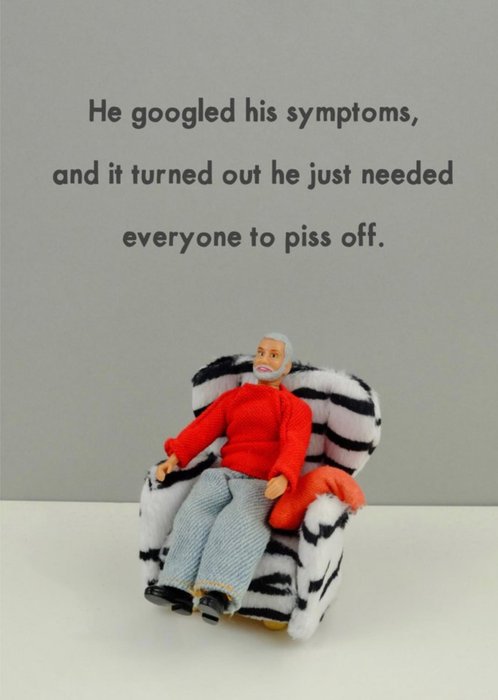 He googled his symptoms,
and it turned out he just needed
everyone to piss off.